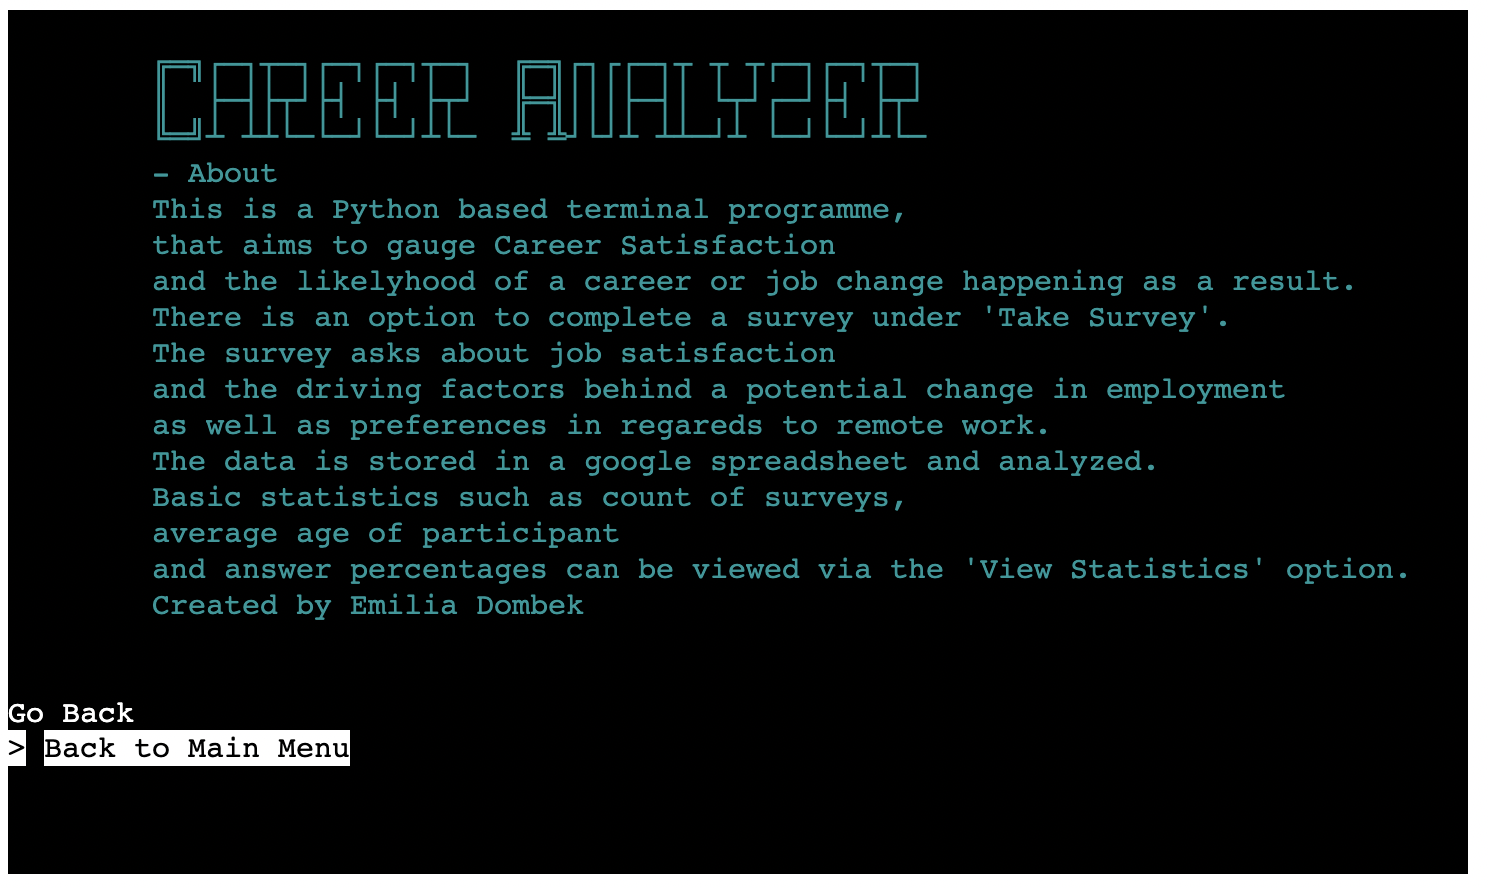 CAREER ANALYZER
- About
This is a Python based terminal programme,
that aims to gauge Career Satisfaction
and the likelyhood of a career or job change happening as a result.
There is an option to complete a survey under 'Take Survey'.
The survey asks about job satisfaction
and the driving factors behind a potential change in employment
as well as preferences in regareds to remote work.
The data is stored in a google spreadsheet and analyzed.
Basic statistics such as count of surveys,
average age of participant
and answer percentages can be viewed via the 'View Statistics' option.
Created by Emilia Dombek
Go Back
> Back to Main Menu